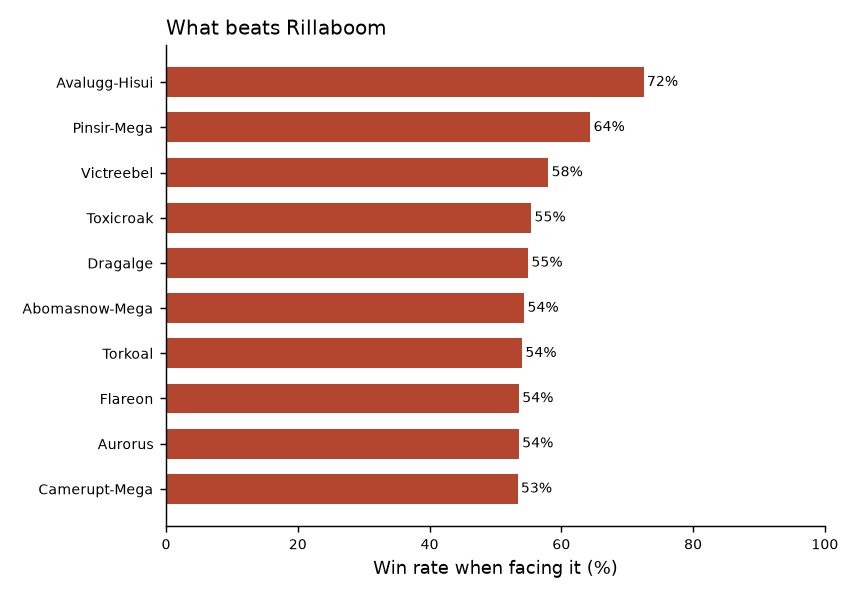 What beats Rillaboom
Avalugg-Hisui 72%
Pinsir-Mega 64%
Victreebel 58%
Toxicroak 55%
Dragalge 55%
Abomasnow-Mega 54%
Torkoal 54%
Flareon 54%
Aurorus 54%
Camerupt-Mega 53%
0 20 40 60 80 100
Win rate when facing it (%)